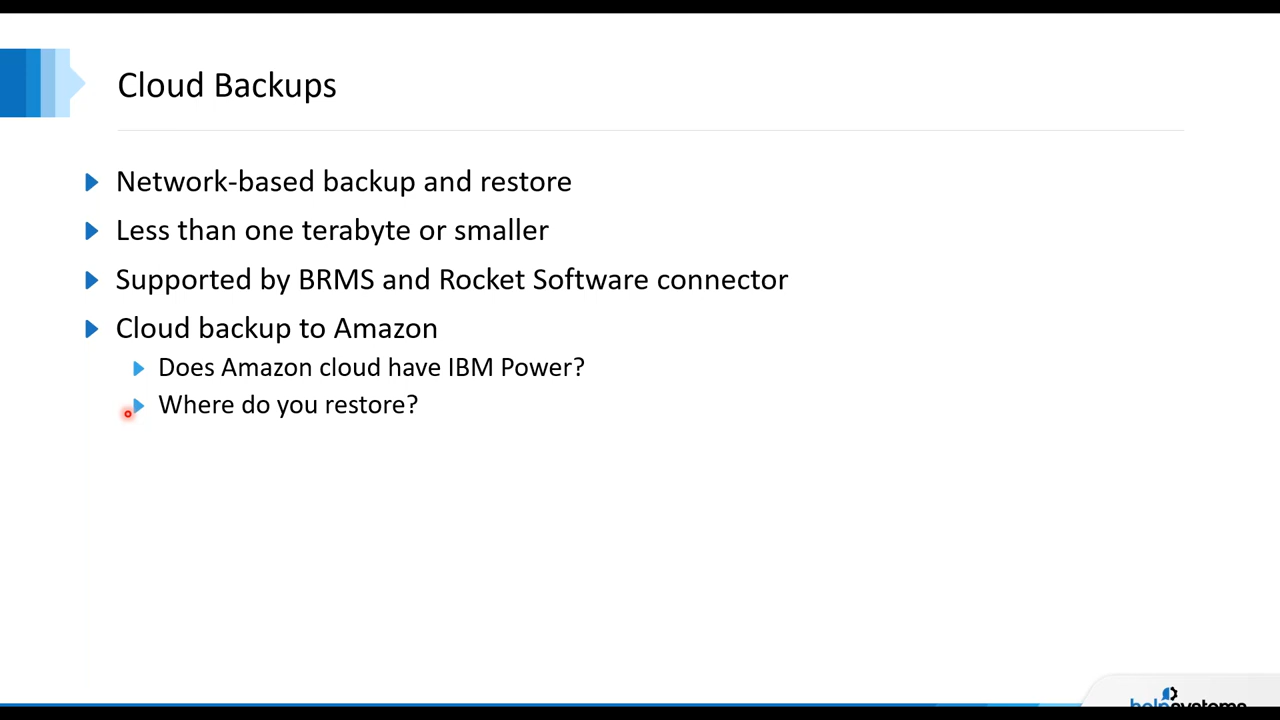 Cloud Backups
Network-based backup and restore
Less than one terabyte or smaller
Supported by BRMS and Rocket Software connector
Cloud backup to Amazon
Does Amazon cloud have IBM Power?
Where do you restore?
helpsystems